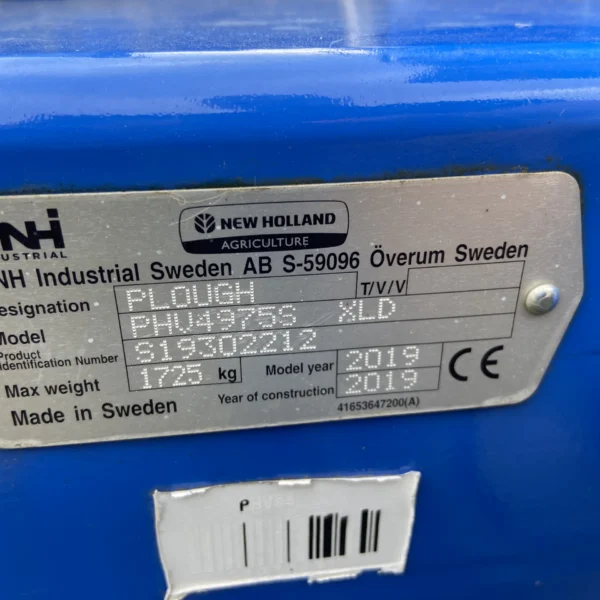 NH
USTRIAL
NEW HOLLAND
AGRICULTURE
NH Industrial Sweden AB S-59096 Överum Sweden
esignation PLOUGH T/V/V
Model PHV4975S XLD
Product
Identification Number S19302212
Max weight 1725 kg Model year 2019
Year of construction 2019
Made in Sweden 41653647200(A)
CE